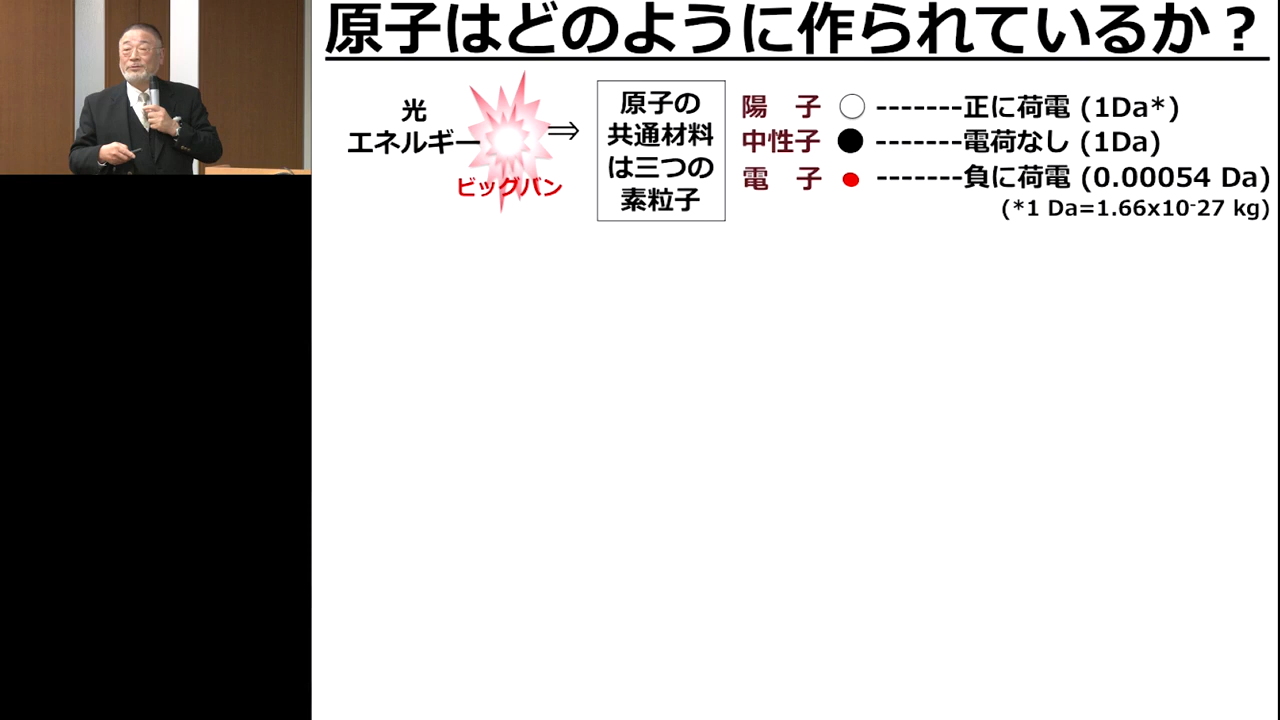 原子はどのように作られているか？
光
エネルギー
ビッグバン
⇒
原子の
共通材料
は三つの
素粒子
陽　子 ○ -------正に荷電 (1Da*)
中性子 ● -------電荷なし (1Da)
電　子 ● -------負に荷電 (0.00054 Da)
(*1 Da=1.66x10⁻27 kg)